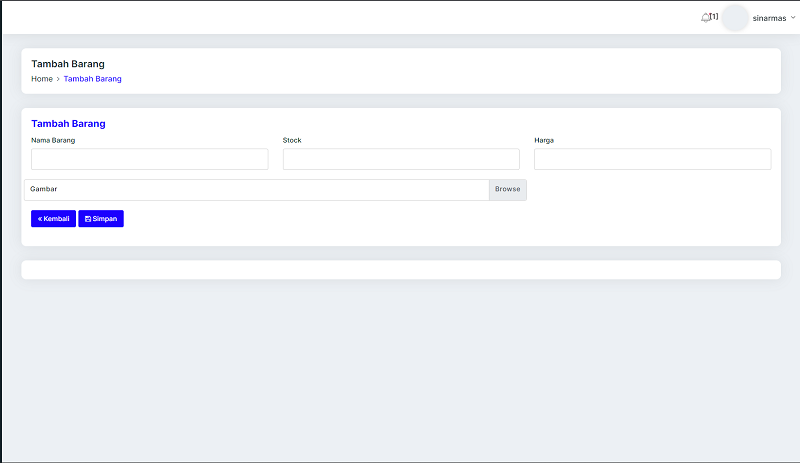 [1] sinarmas
Tambah Barang
Home > Tambah Barang
Tambah Barang
Nama Barang Stock Harga
Gambar Browse
« Kembali Simpan